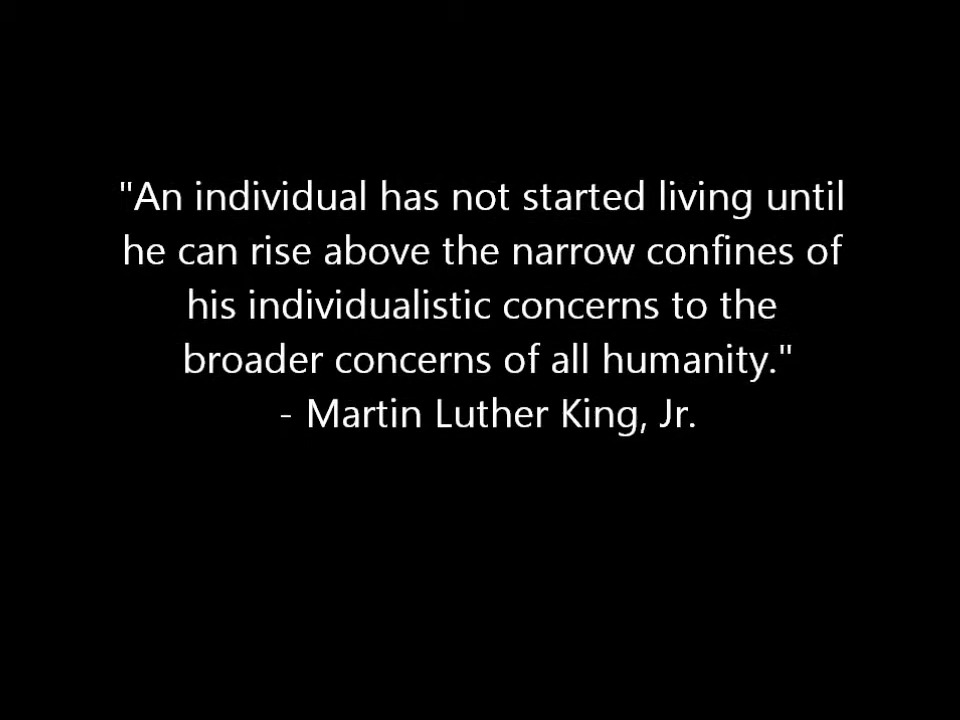 "An individual has not started living until
he can rise above the narrow confines of
his individualistic concerns to the
broader concerns of all humanity."
- Martin Luther King, Jr.